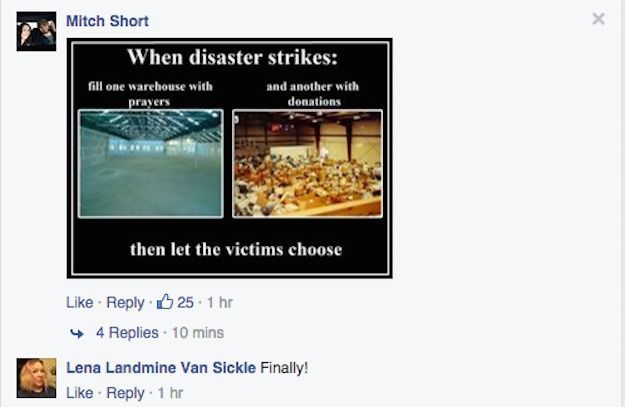 Mitch Short
When disaster strikes:
fill one warehouse with
prayers
and another with
donations
then let the victims choose
Like · Reply · 25 · 1 hr
4 Replies · 10 mins
Lena Landmine Van Sickle Finally!
Like · Reply · 1 hr